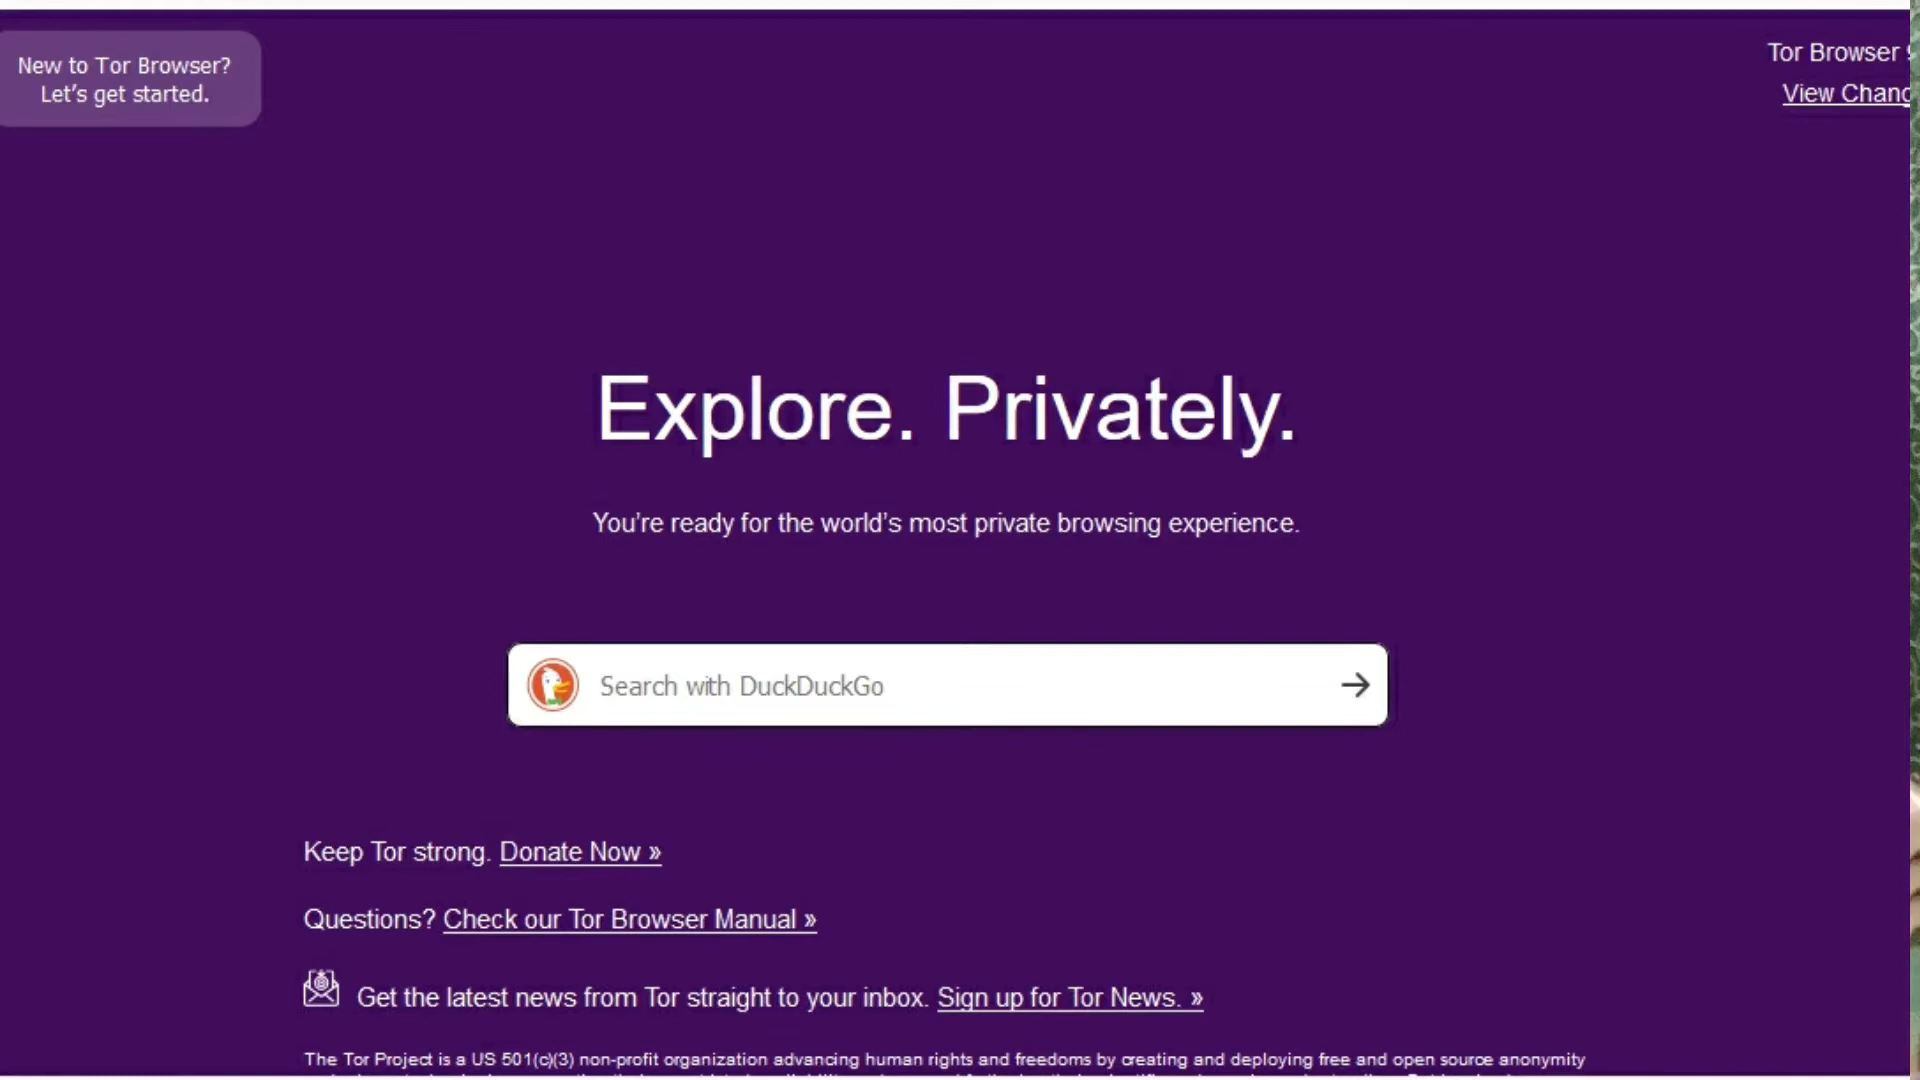 New to Tor Browser?
Let's get started.
Tor Browser
View Chang
Explore. Privately.
You're ready for the world's most private browsing experience.
Search with DuckDuckGo
Keep Tor strong. Donate Now »
Questions? Check our Tor Browser Manual »
Get the latest news from Tor straight to your inbox. Sign up for Tor News. »
The Tor Project is a US 501(c)(3) non-profit organization advancing human rights and freedoms by creating and deploying free and open source anonymity